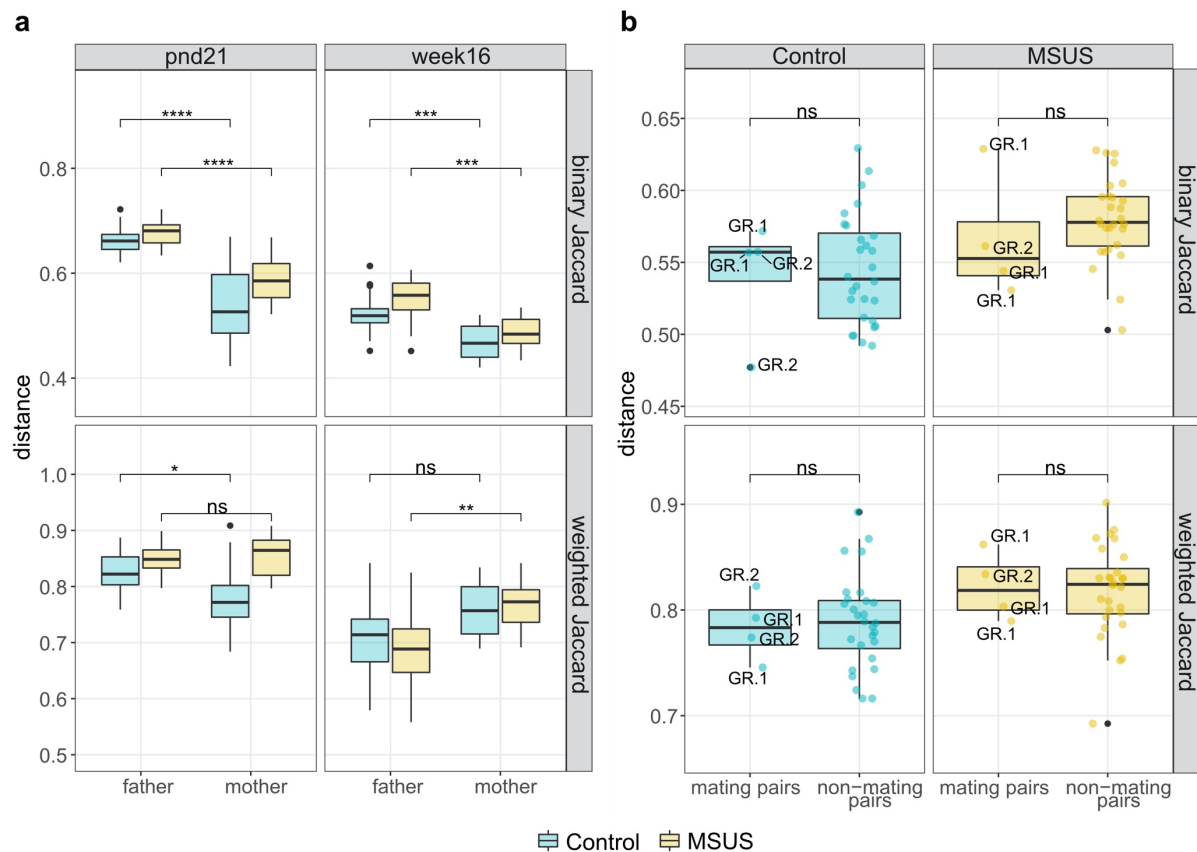 a
pnd21
week16
distance
0.8
0.6
0.4
****
****
***
***
binary Jaccard
1.0
0.9
0.8
0.7
0.6
0.5
*
ns
ns
**
weighted Jaccard
father
mother
father
mother
b
Control
MSUS
distance
0.65
0.60
0.55
0.50
0.45
ns
GR.1
GR.1
GR.2
GR.2
ns
GR.1
GR.2
GR.1
GR.1
binary Jaccard
0.9
0.8
0.7
ns
GR.2
GR.1
GR.2
GR.1
ns
GR.1
GR.2
GR.1
GR.1
weighted Jaccard
mating pairs
non-mating
pairs
mating pairs
non-mating
pairs
Control
MSUS